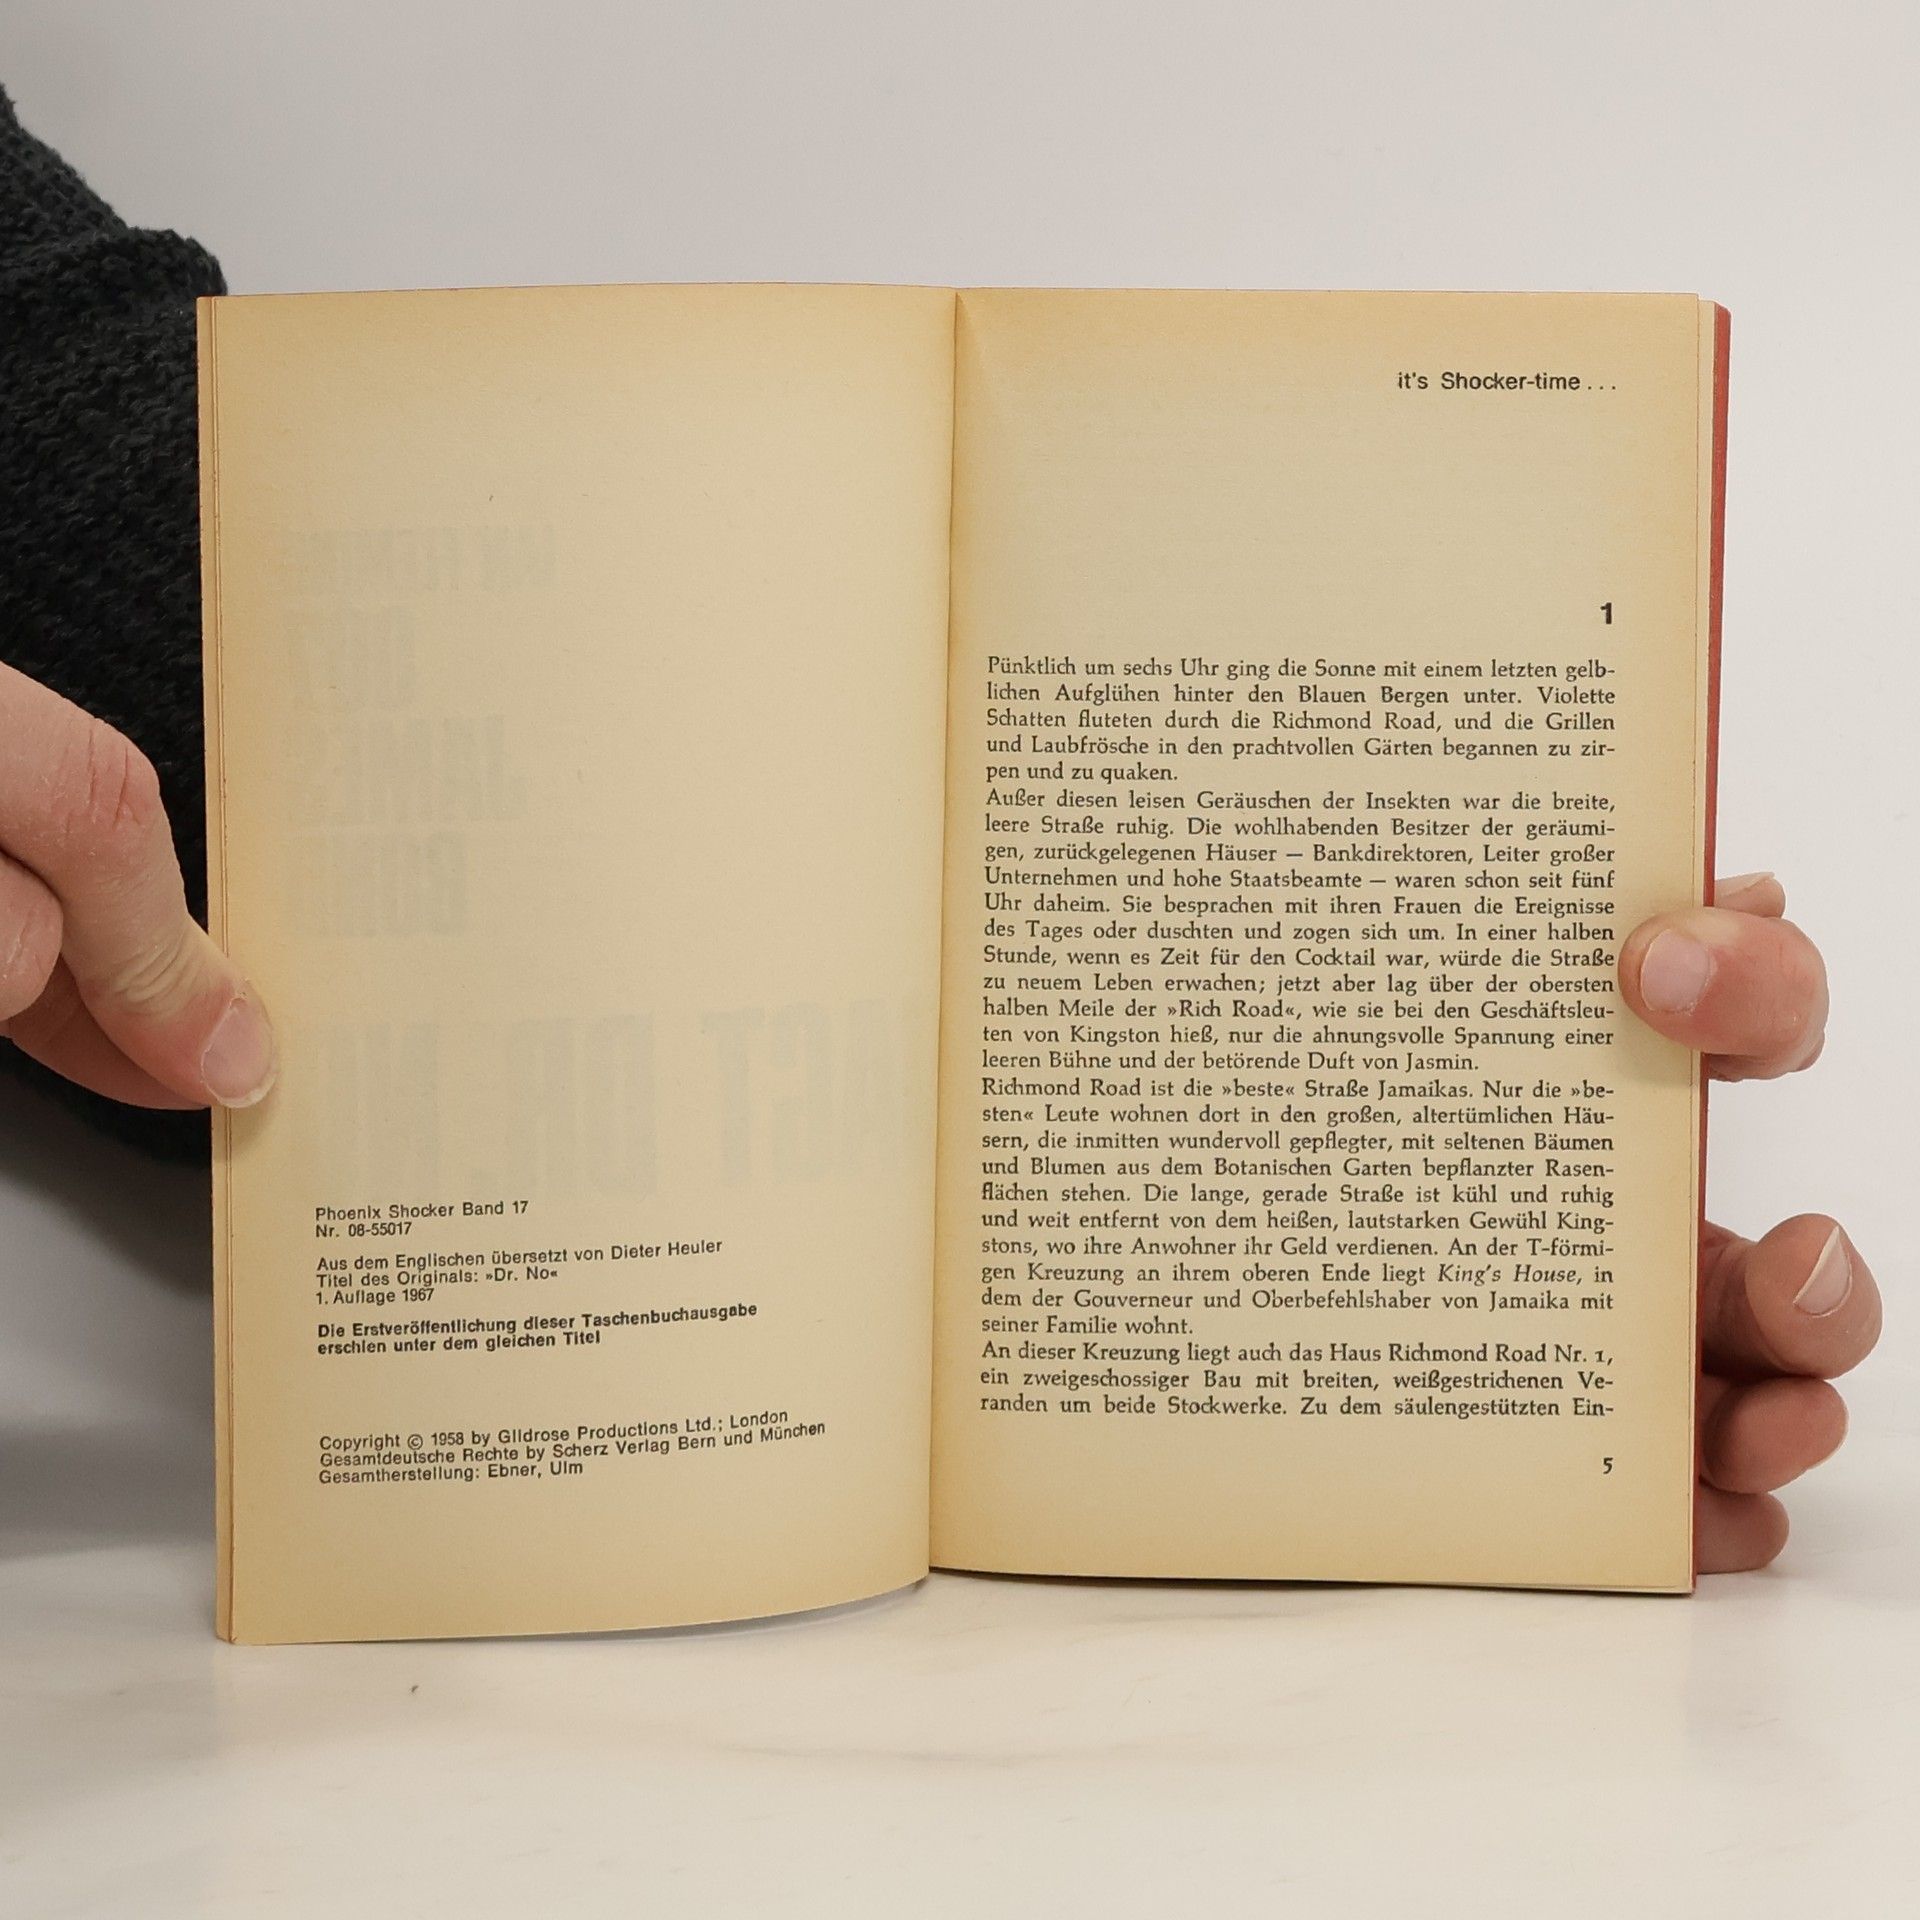 Phoenix Shocker Band 17
Nr. 08-55017
Aus dem Englischen übersetzt von Dieter Heuler
Titel des Originals: »Dr. No«
1. Auflage 1967
Die Erstveröffentlichung dieser Taschenbuchausgabe
erschien unter dem gleichen Titel
Copyright © 1958 by Glidrose Productions Ltd.; London
Gesamtdeutsche Rechte by Scherz Verlag Bern und München
Gesamtherstellung: Ebner, Ulm
it's Shocker-time . . .
1
Pünktlich um sechs Uhr ging die Sonne mit einem letzten gelb-
lichen Aufglühen hinter den Blauen Bergen unter. Violette
Schatten fluteten durch die Richmond Road, und die Grillen
und Laubfrösche in den prachtvollen Gärten begannen zu zir-
pen und zu quaken.
Außer diesen leisen Geräuschen der Insekten war die breite,
leere Straße ruhig. Die wohlhabenden Besitzer der geräumi-
gen, zurückgelegenen Häuser — Bankdirektoren, Leiter großer
Unternehmen und hohe Staatsbeamte — waren schon seit fünf
Uhr daheim. Sie besprachen mit ihren Frauen die Ereignisse
des Tages oder duschten und zogen sich um. In einer halben
Stunde, wenn es Zeit für den Cocktail war, würde die Straße
zu neuem Leben erwachen; jetzt aber lag über der obersten
halben Meile der »Rich Road«, wie sie bei den Geschäftsleu-
ten von Kingston hieß, nur die ahnungsvolle Spannung einer
leeren Bühne und der betörende Duft von Jasmin.
Richmond Road ist die »beste« Straße Jamaikas. Nur die »be-
sten« Leute wohnen dort in den großen, altertümlichen Häu-
sern, die inmitten wundervoll gepflegter, mit seltenen Bäumen
und Blumen aus dem Botanischen Garten bepflanzter Rasen-
flächen stehen. Die lange, gerade Straße ist kühl und ruhig
und weit entfernt von dem heißen, lautstarken Gewühl King-
stons, wo ihre Anwohner ihr Geld verdienen. An der T-förmi-
gen Kreuzung an ihrem oberen Ende liegt King's House, in
dem der Gouverneur und Oberbefehlshaber von Jamaika mit
seiner Familie wohnt.
An dieser Kreuzung liegt auch das Haus Richmond Road Nr. 1,
ein zweigeschossiger Bau mit breiten, weißgestrichenen Ve-
randen um beide Stockwerke. Zu dem säulengestützten Ein-
5